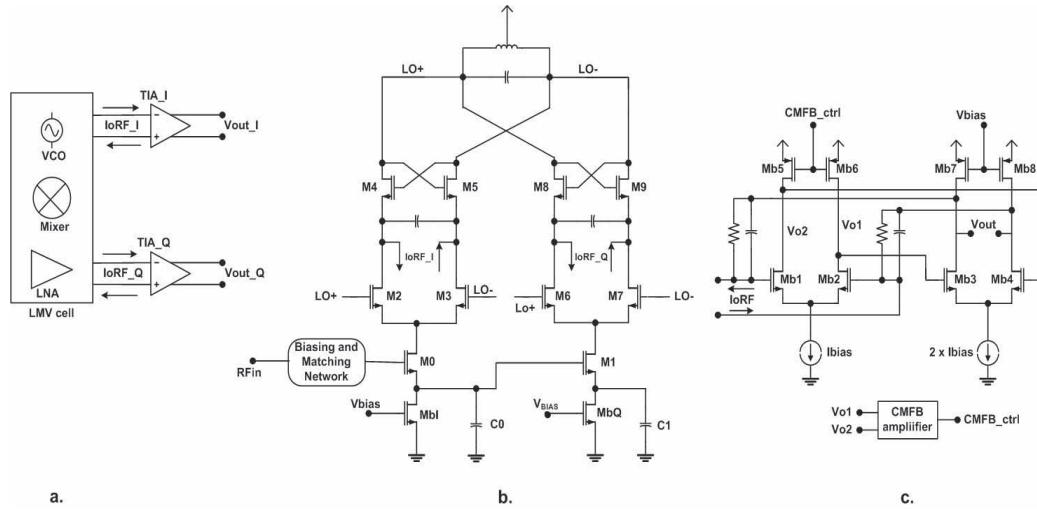 TIA_I
IoRF_I
Vout_I
VCO
Mixer
TIA_Q
IoRF_Q
Vout_Q
LNA
LMV cell
a.
LO+
LO-
M4
M5
M8
M9
IoRF_I
IoRF_Q
LO+
M2
M3
LO-
Lo+
M6
M7
LO-
RFin
Biasing and
Matching
Network
M0
M1
Vbias
MbI
C0
VBIAS
MbQ
C1
b.
CMFB_ctrl
Vbias
Mb5
Mb6
Mb7
Mb8
Vo2
Vo1
Vout
Mb1
Mb2
Mb3
Mb4
IoRF
Ibias
2 x Ibias
Vo1
Vo2
CMFB
ampliifier
CMFB_ctrl
c.